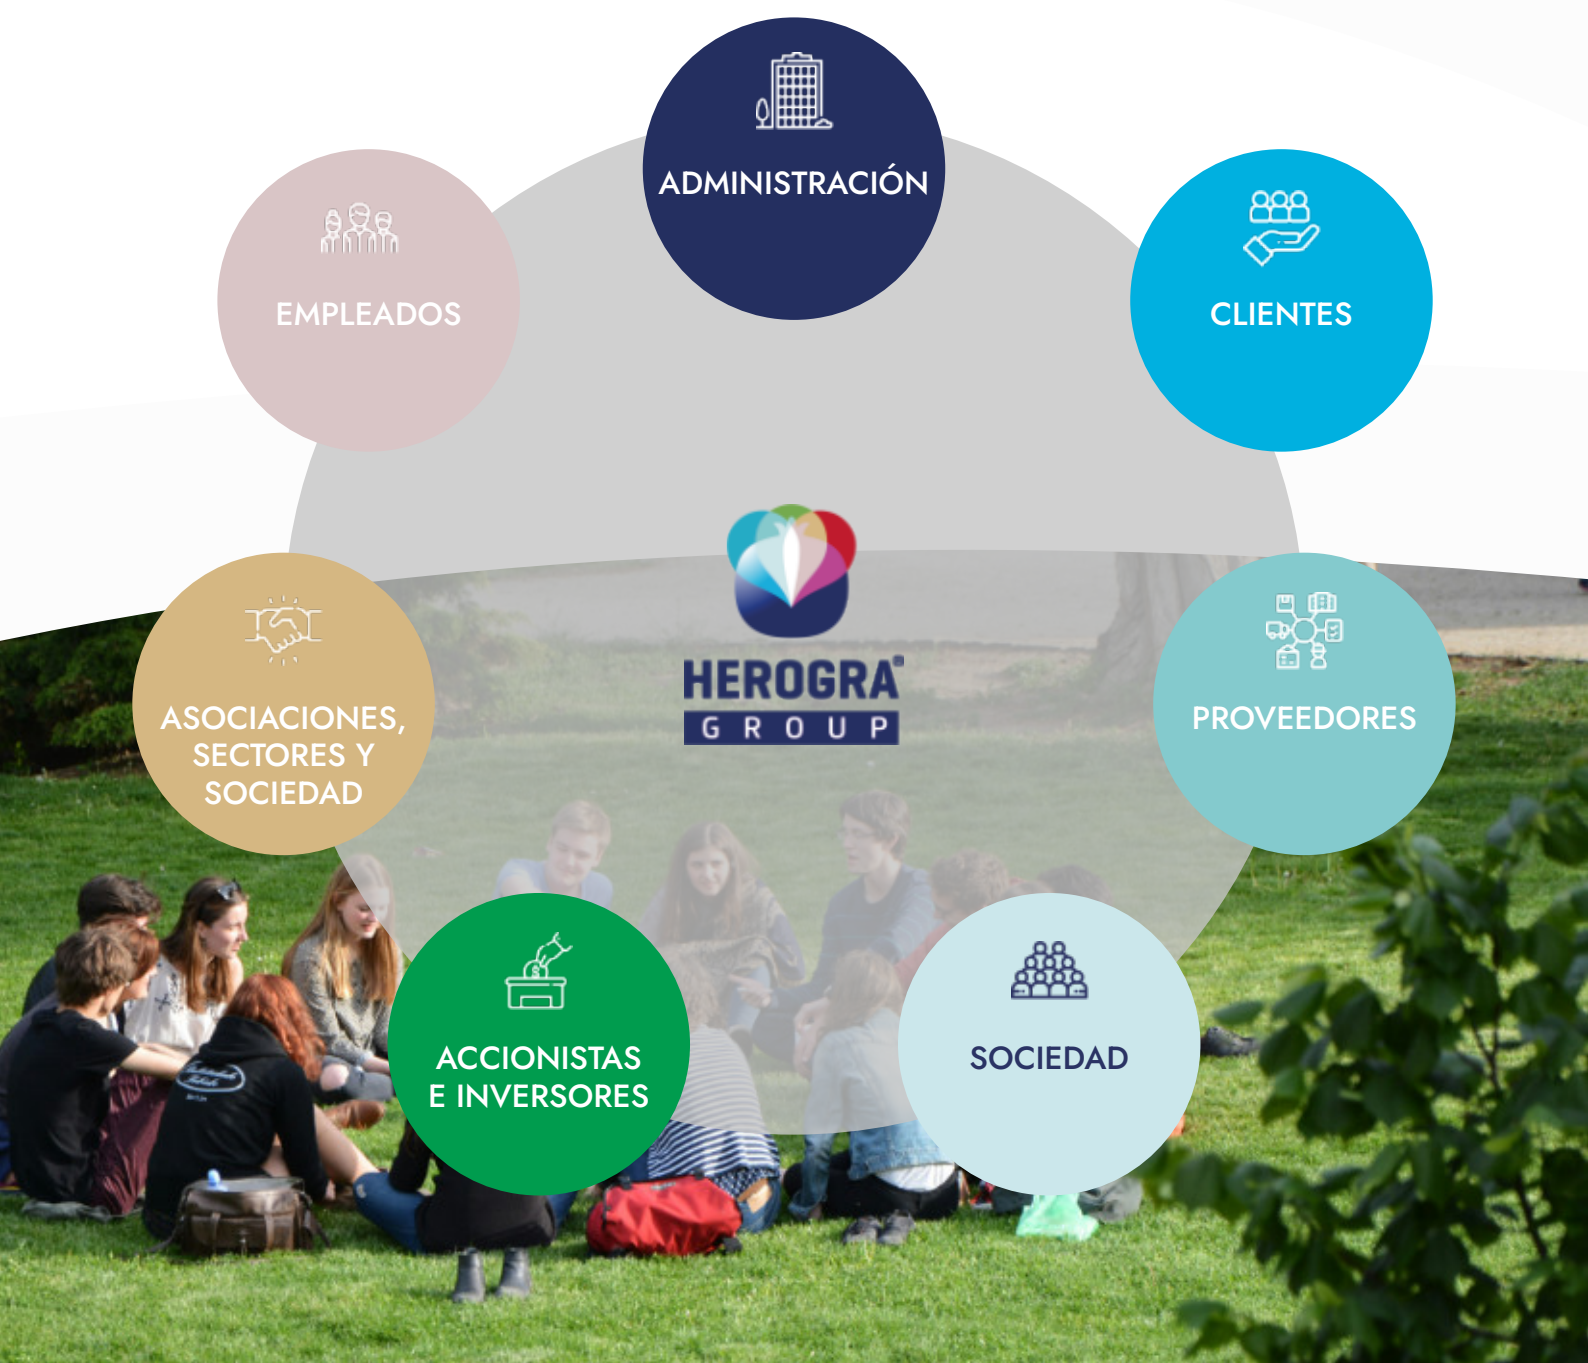 ADMINISTRACIÓN
EMPLEADOS
CLIENTES
HEROGRA®
GROUP
ASOCIACIONES,
SECTORES Y
SOCIEDAD
PROVEEDORES
ACCIONISTAS
E INVERSORES
SOCIEDAD